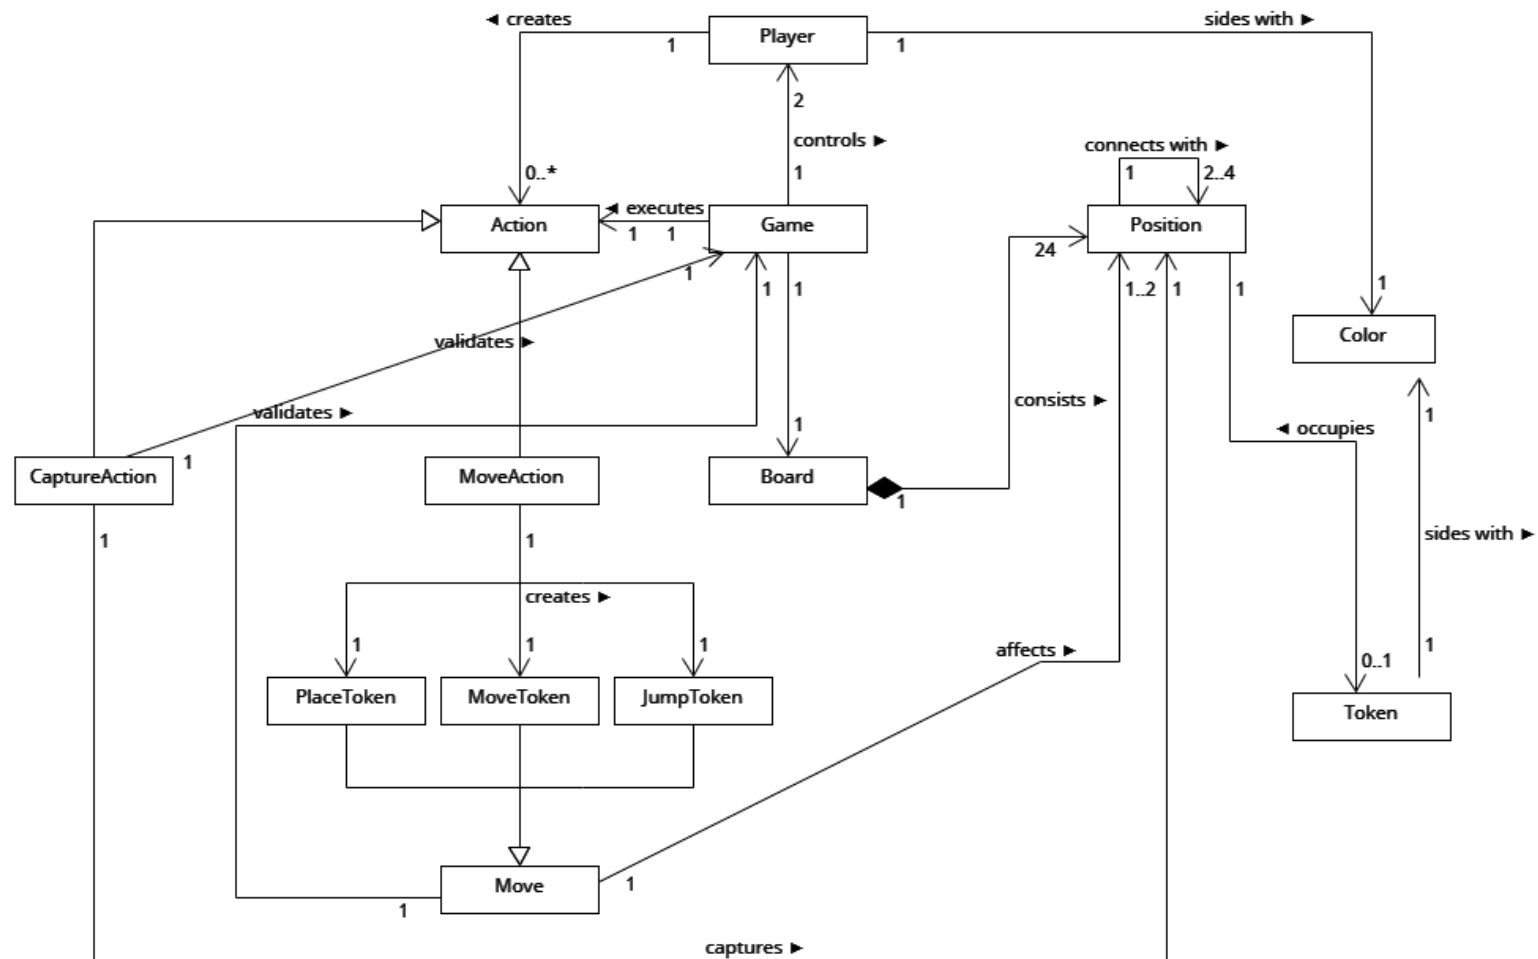 ◄ creates
Player
sides with ►
1
1
2
controls ►
connects with ►
0..*
1
1
2..4
◄ executes
Action
Game
Position
1
1
24
1
1
1
1..2
1
1
1
Color
validates ►
consists ►
validates ►
1
1
◄ occupies
1
CaptureAction
MoveAction
Board
1
1
1
sides with ►
creates ►
1
1
1
1
affects ►
0..1
PlaceToken
MoveToken
JumpToken
Token
Move
1
1
captures ►